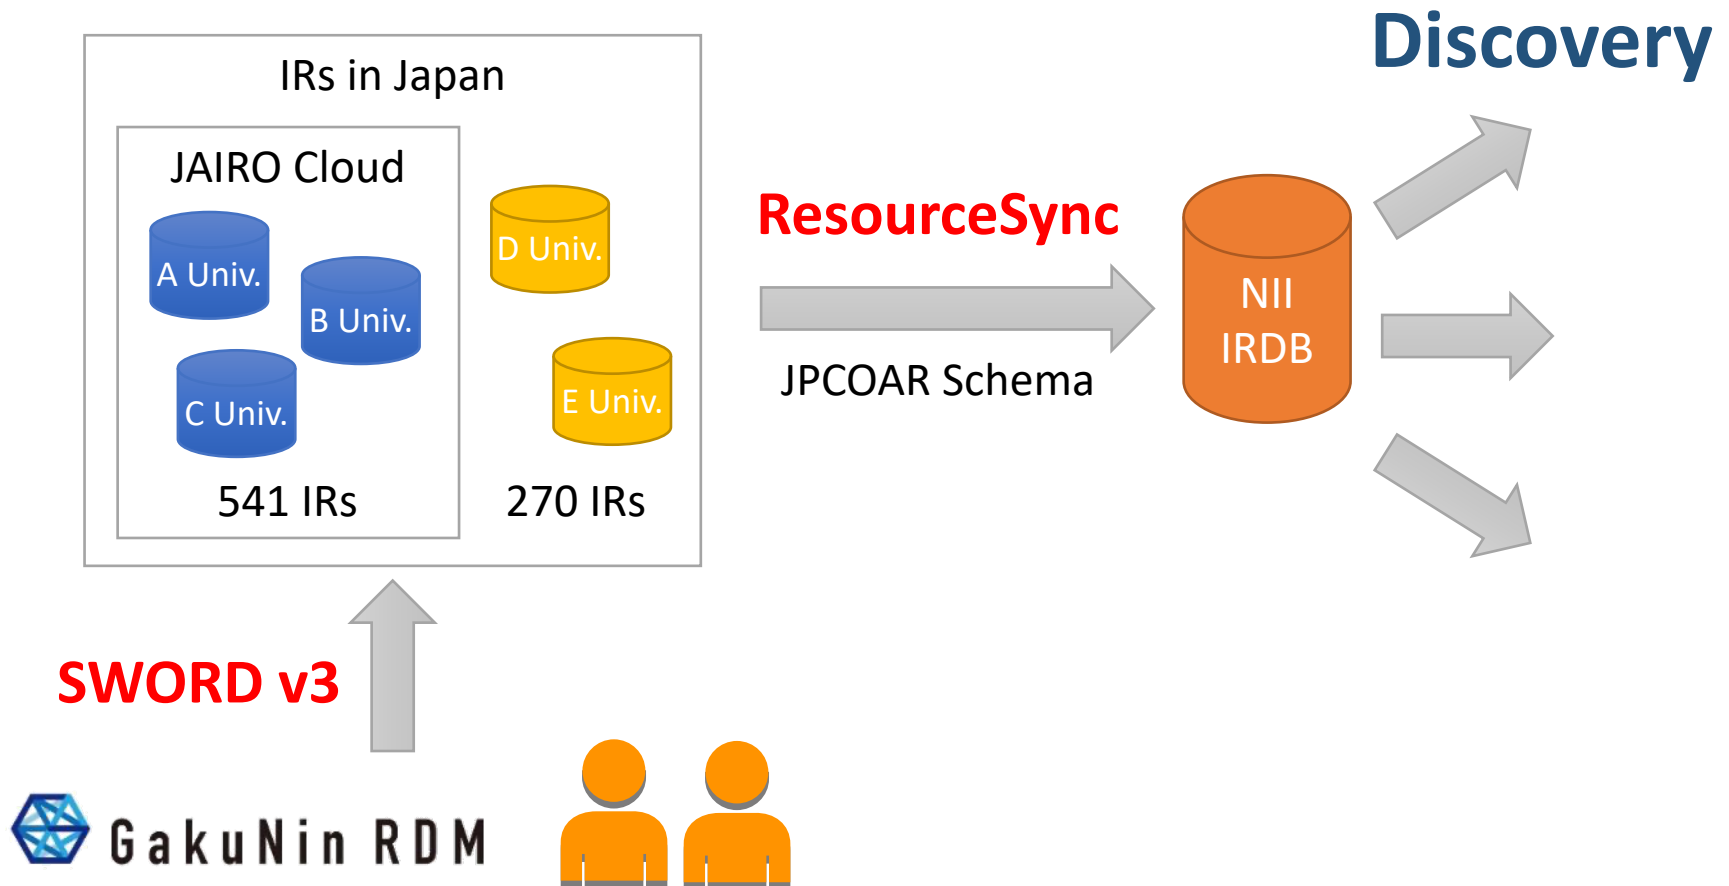 Discovery
IRs in Japan
JAIRO Cloud
A Univ.
B Univ.
C Univ.
D Univ.
E Univ.
541 IRs
270 IRs
ResourceSync
JPCOAR Schema
NII
IRDB
SWORD v3
GakuNin RDM